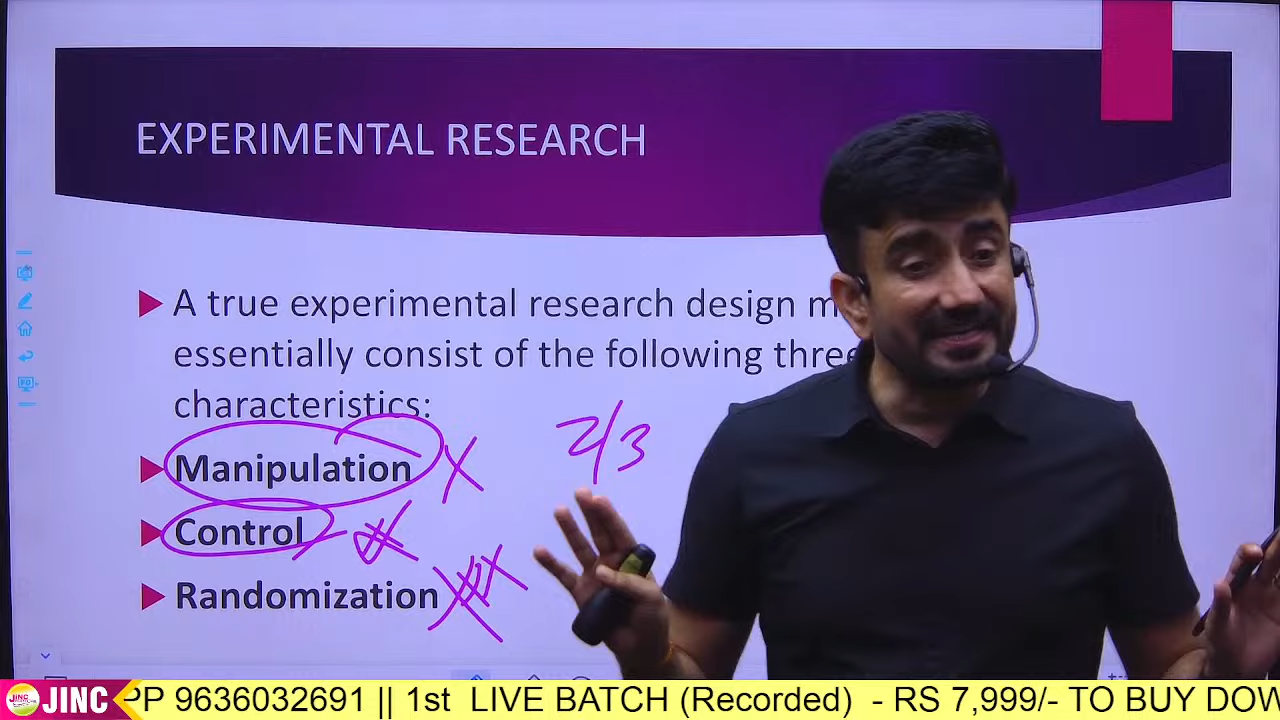 EXPERIMENTAL RESEARCH
A true experimental research design m
essentially consist of the following three
characteristics:
Manipulation X
2/3
Control
Randomization
JINC PP 9636032691 || 1st LIVE BATCH (Recorded) - RS 7,999/- TO BUY DOW